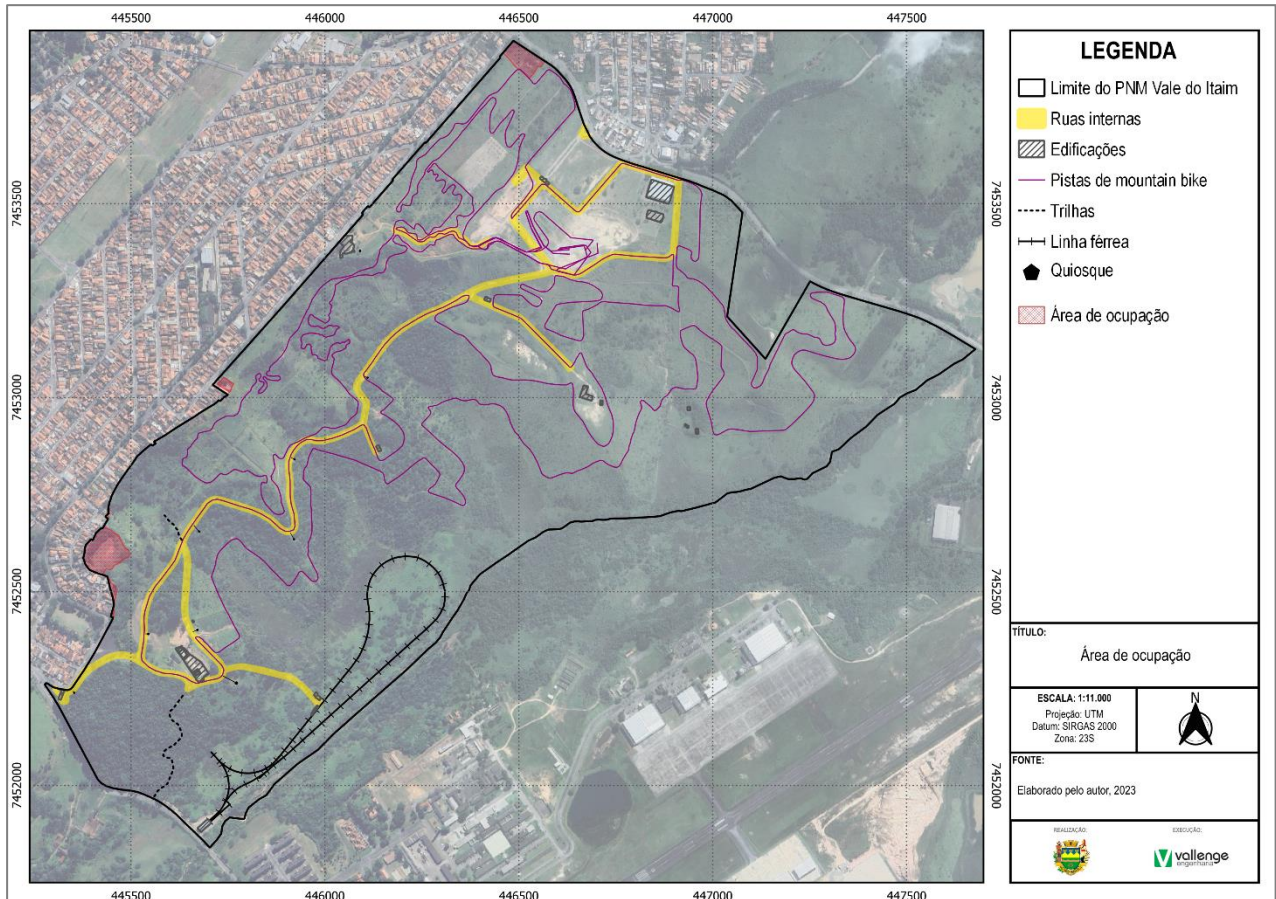 445500 446000 446500 447000 447500
7453500
7453000
7452500
7452000
7453500
7453000
7452500
7452000
445500 446000 446500 447000 447500
LEGENDA
Limite do PNM Vale do Itaim
Ruas internas
Edificações
Pistas de mountain bike
Trilhas
Linha férrea
Quiosque
Área de ocupação
TÍTULO:
Área de ocupação
ESCALA: 1:11.000
Projeção: UTM
Datum: SIRGAS 2000
Zona: 23S
N
FONTE:
Elaborado pelo autor, 2023
REALIZAÇÃO:
EXECUÇÃO:
vallenge
engenharia